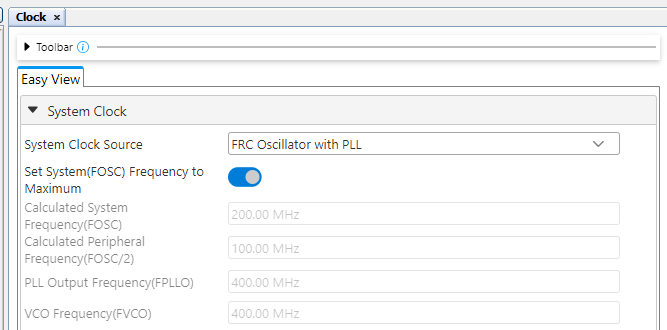 Clock ×
Toolbar
Easy View
System Clock
System Clock Source
FRC Oscillator with PLL
Set System(FOSC) Frequency to
Maximum
Calculated System
Frequency(FOSC)
200.00 MHz
Calculated Peripheral
Frequency(FOSC/2)
100.00 MHz
PLL Output Frequency(FPLLO)
400.00 MHz
VCO Frequency(FVCO)
400.00 MHz